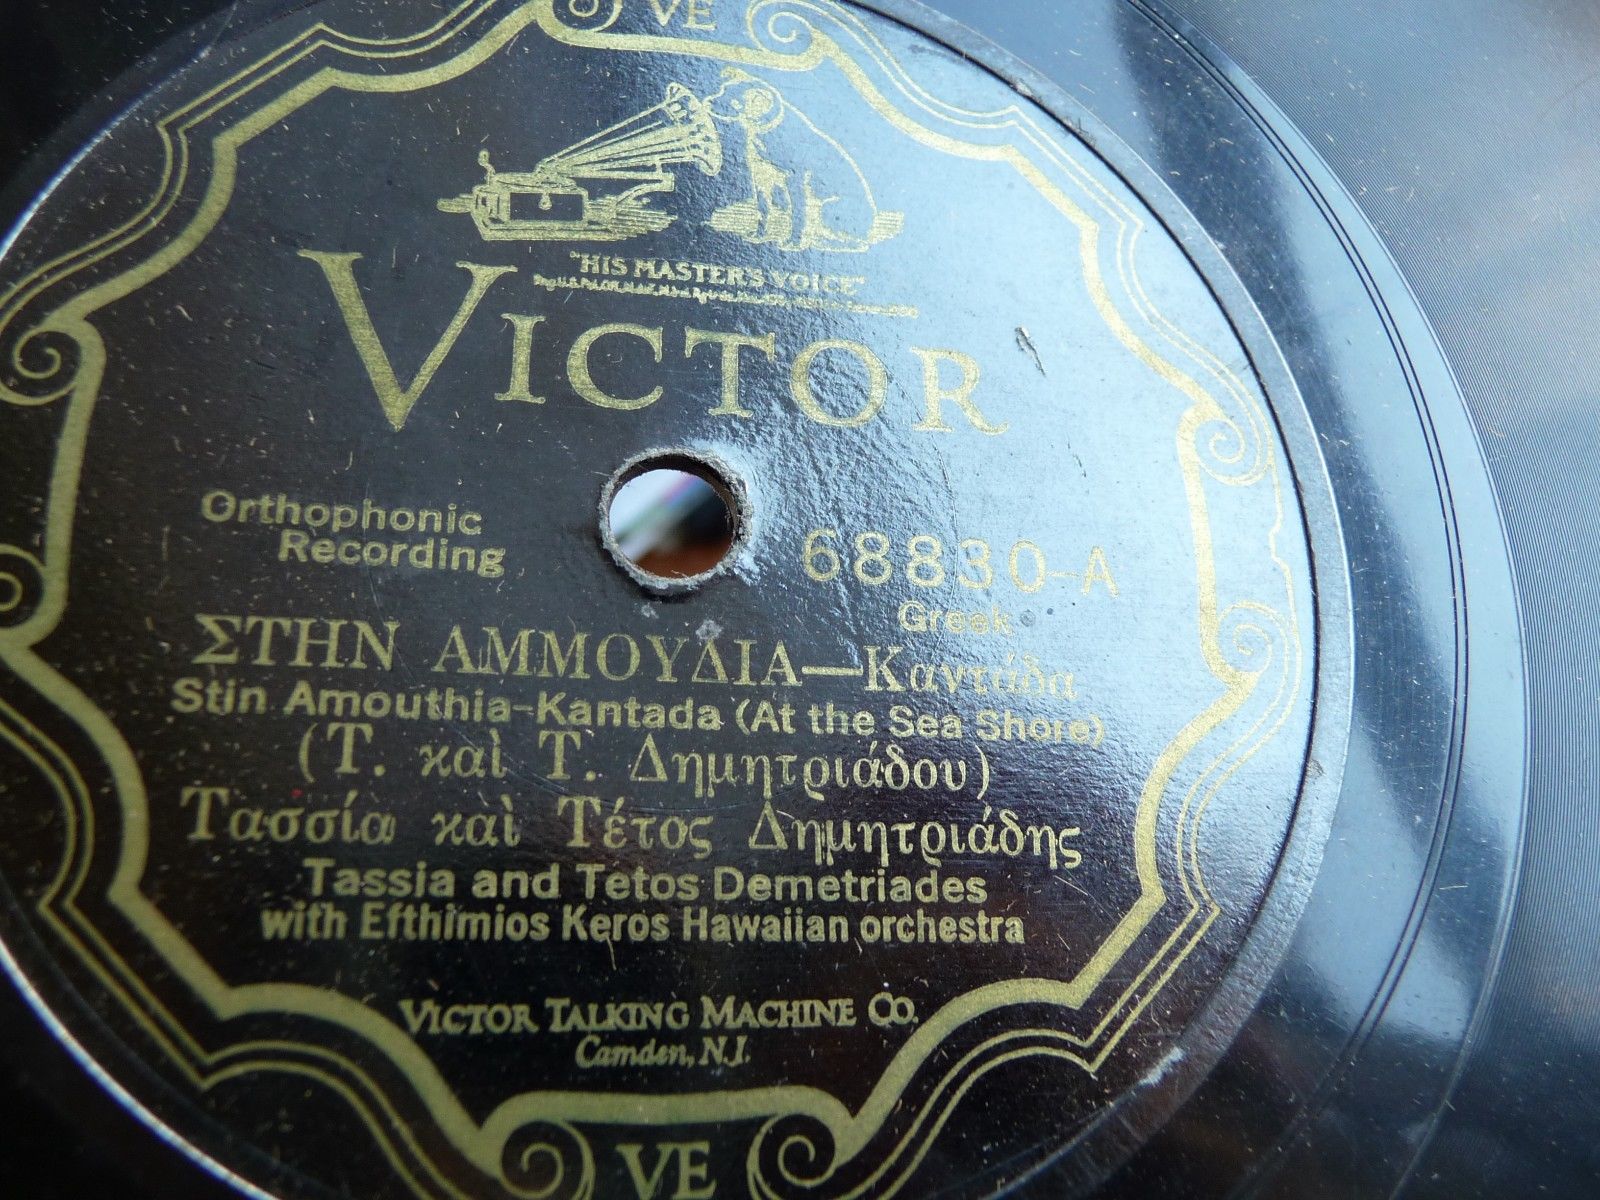 VE
"HIS MASTER'S VOICE"
VICTOR
Orthophonic
Recording
68830-A
Greek
ΣΤΗΝ ΑΜΜΟΥΔΙΑ—Καντάδα
Stin Amouthia-Kantada (At the Sea Shore)
(Τ. καὶ Τ. Δημητριάδου)
Τασσία καὶ Τέτος Δημητριάδης
Tassia and Tetos Demetriades
with Efthimios Keros Hawaiian orchestra
VICTOR TALKING MACHINE CO.
Camden, N.J.
VE